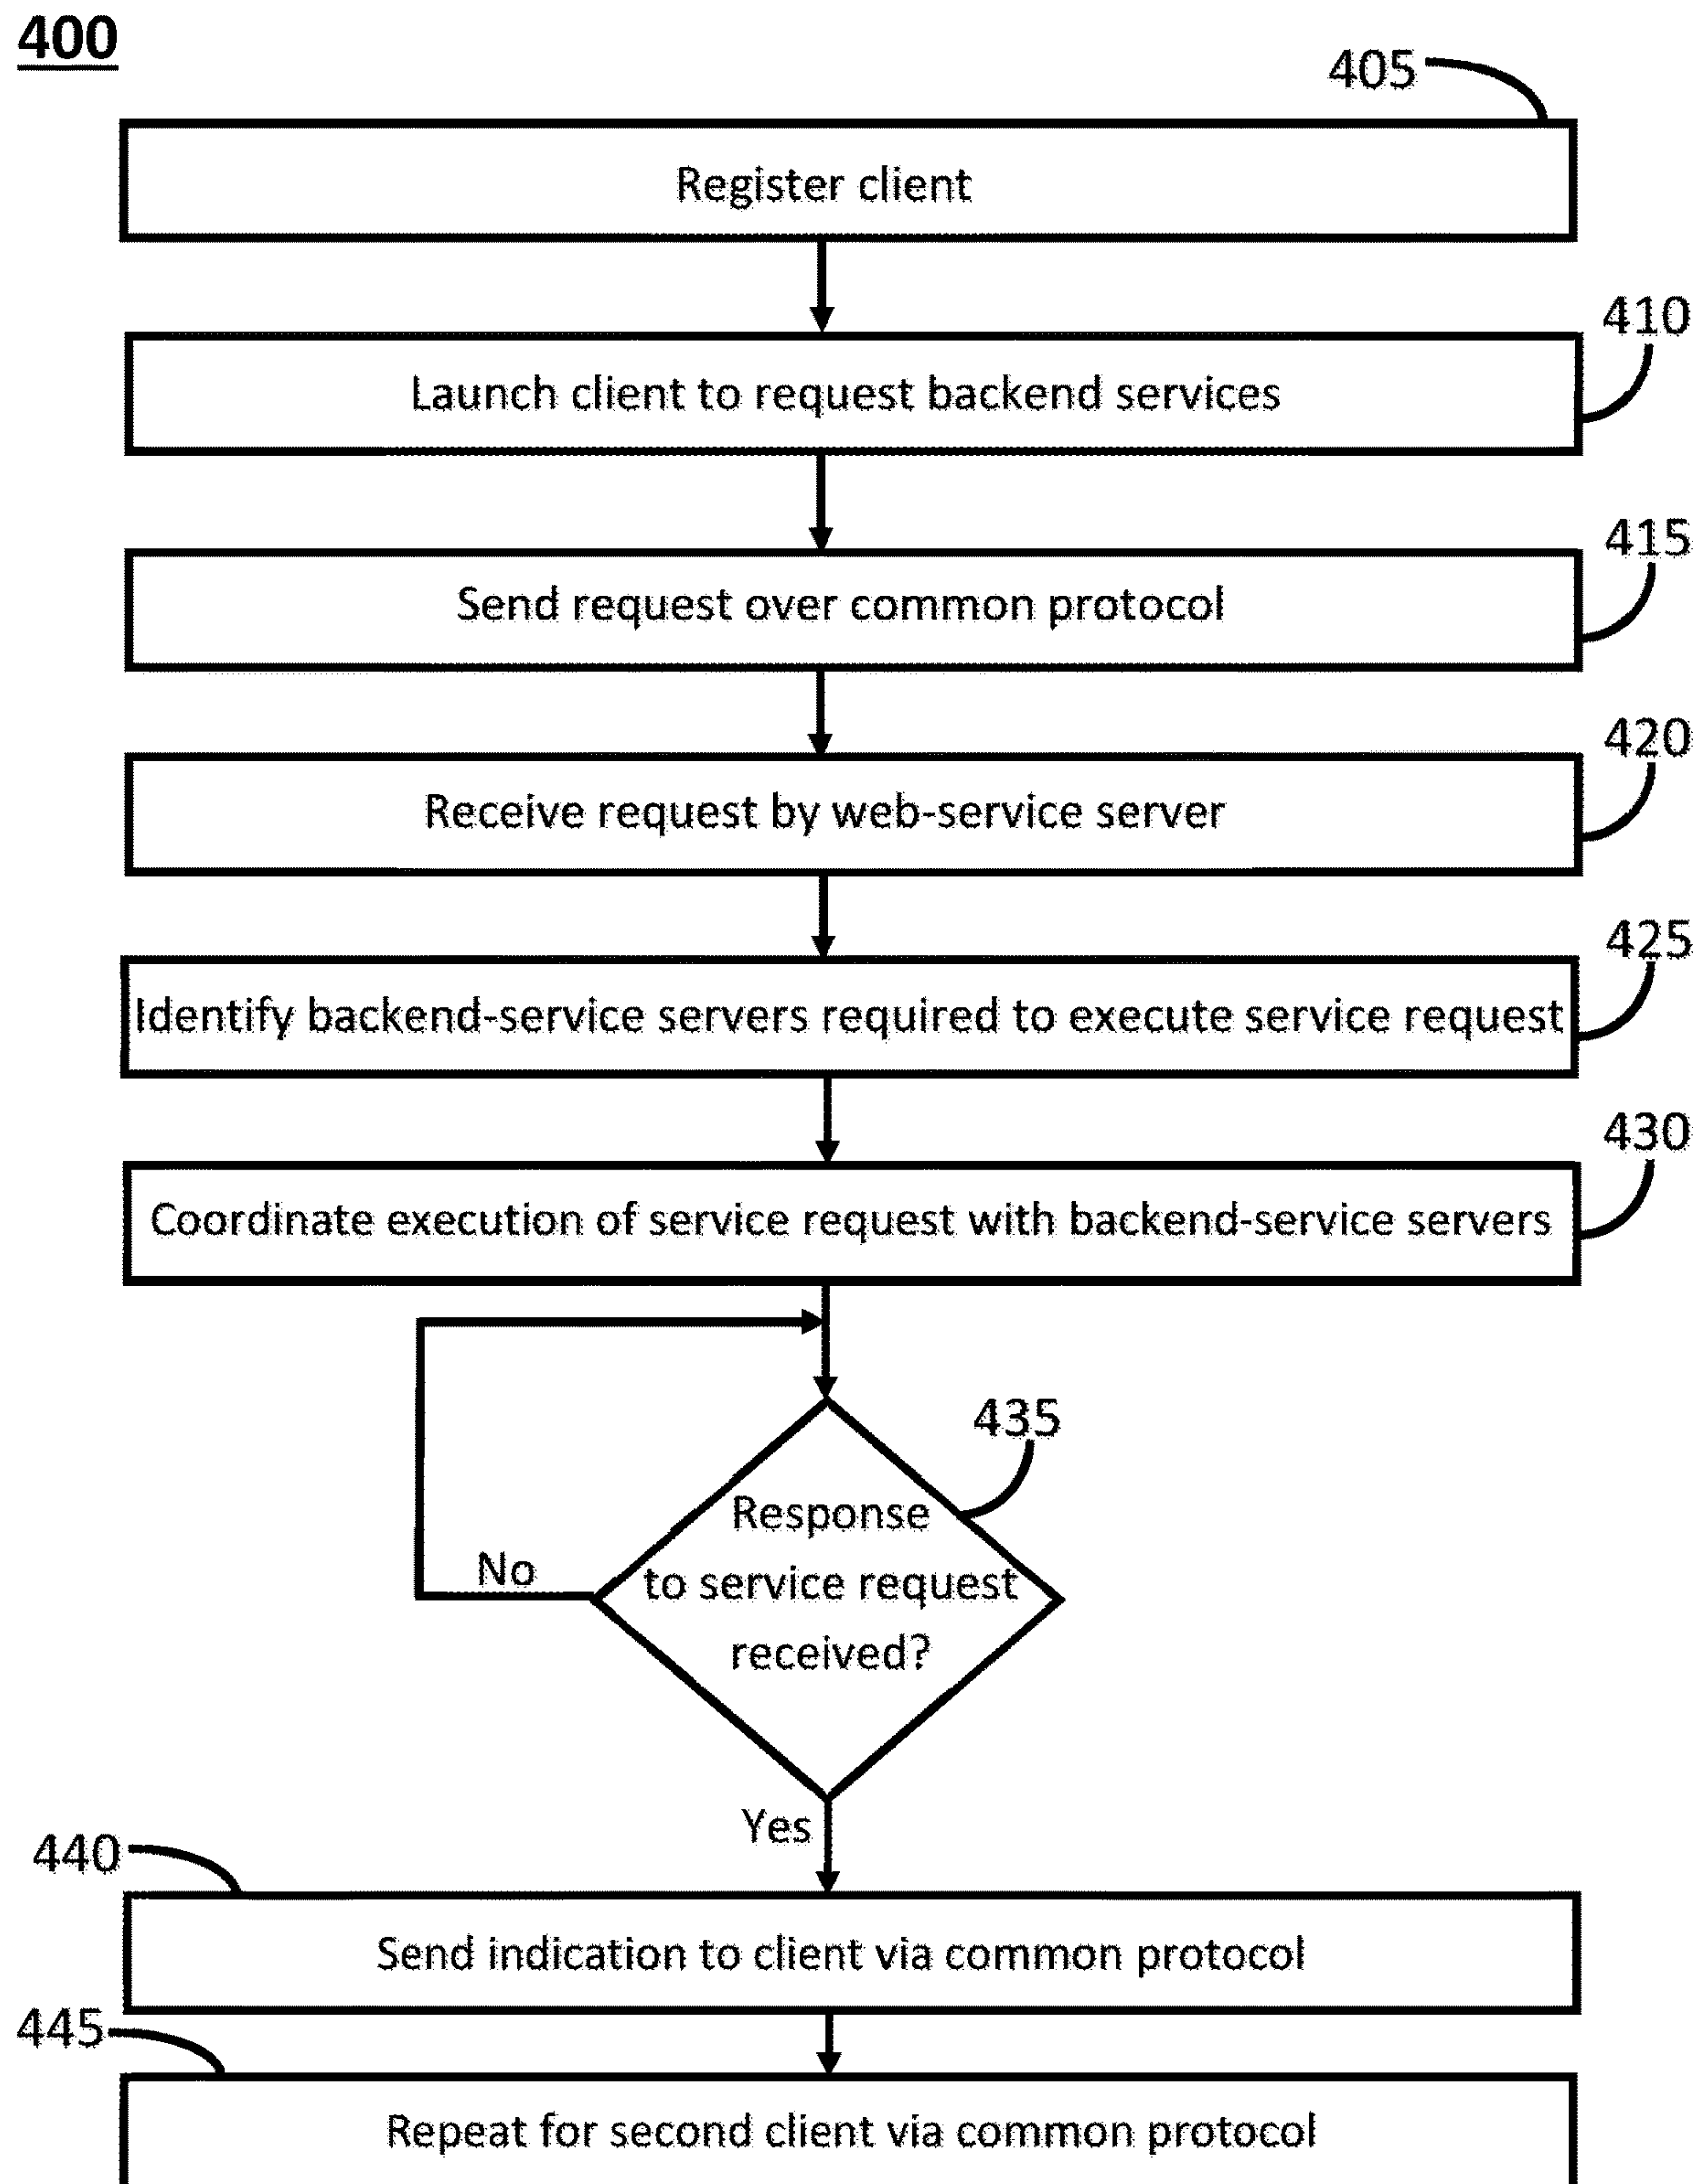 400
405
Register client
410
Launch client to request backend services
415
Send request over common protocol
420
Receive request by web-service server
425
Identify backend-service servers required to execute service request
430
Coordinate execution of service request with backend-service servers
435
Response
to service request
received?
No
Yes
440
Send indication to client via common protocol
445
Repeat for second client via common protocol